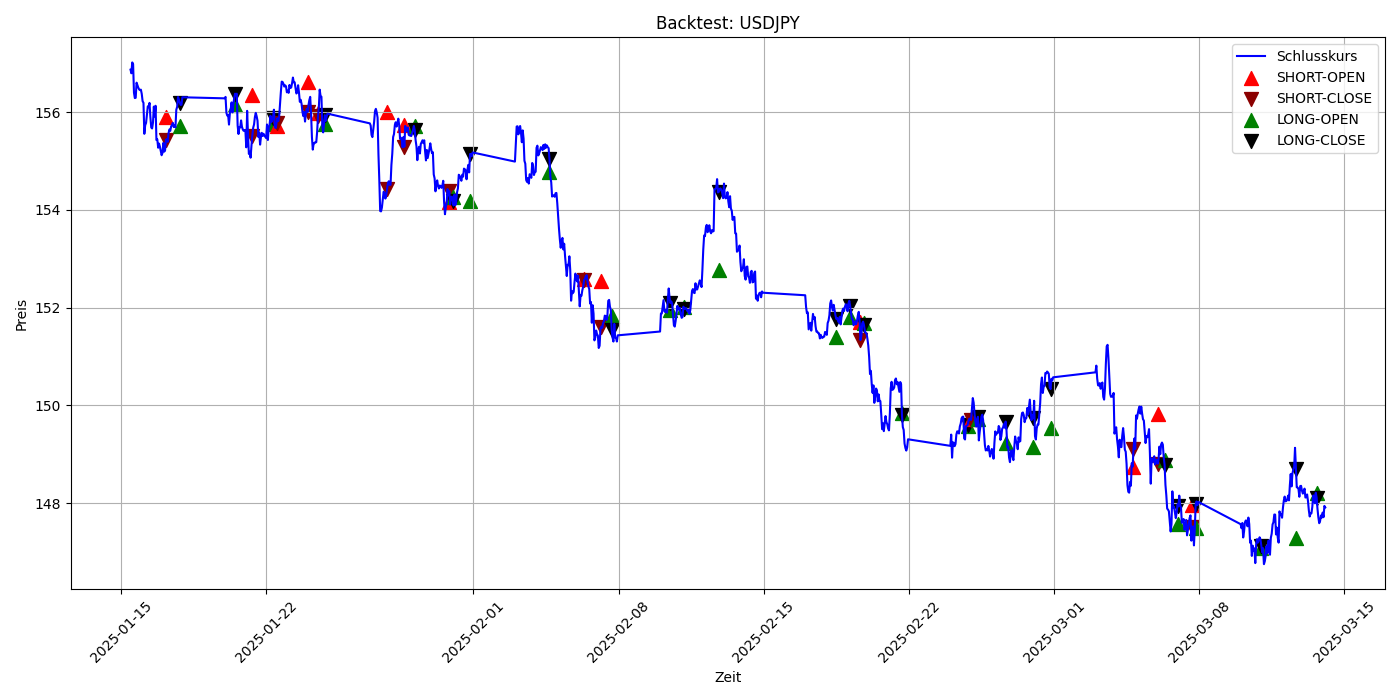 Backtest: USDJPY
Schlusskurs
SHORT-OPEN
SHORT-CLOSE
LONG-OPEN
LONG-CLOSE
Preis
156
154
152
150
148
2025-01-15
2025-01-22
2025-02-01
2025-02-08
2025-02-15
2025-02-22
2025-03-01
2025-03-08
2025-03-15
Zeit